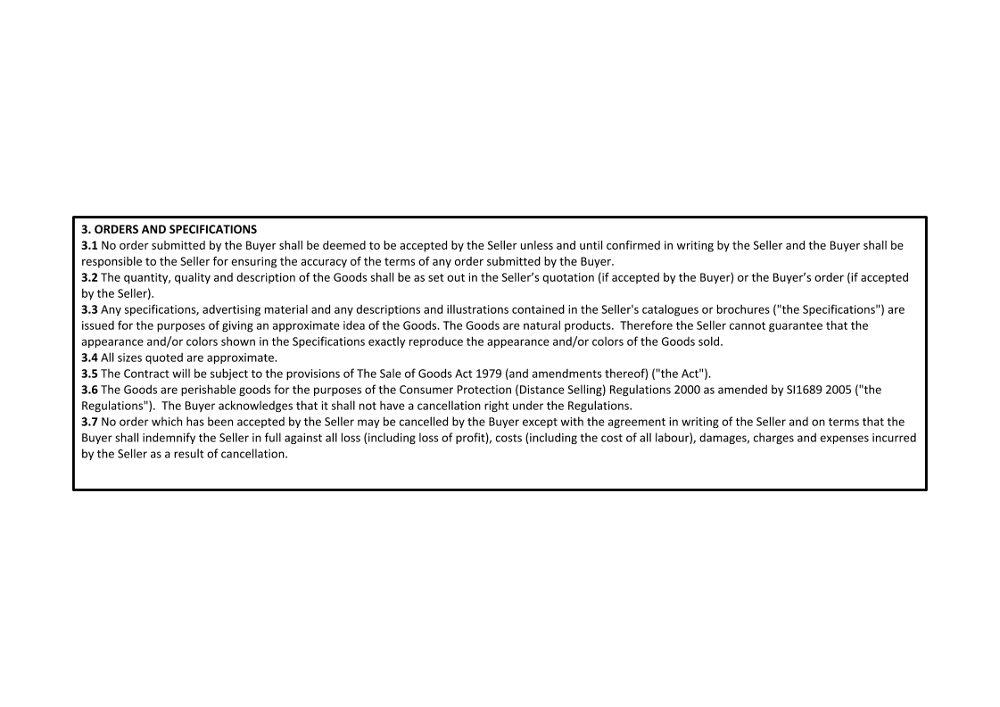 3. ORDERS AND SPECIFICATIONS
3.1 No order submitted by the Buyer shall be deemed to be accepted by the Seller unless and until confirmed in writing by the Seller and the Buyer shall be
responsible to the Seller for ensuring the accuracy of the terms of any order submitted by the Buyer.
3.2 The quantity, quality and description of the Goods shall be as set out in the Seller’s quotation (if accepted by the Buyer) or the Buyer’s order (if accepted
by the Seller).
3.3 Any specifications, advertising material and any descriptions and illustrations contained in the Seller's catalogues or brochures ("the Specifications") are
issued for the purposes of giving an approximate idea of the Goods. The Goods are natural products.  Therefore the Seller cannot guarantee that the
appearance and/or colors shown in the Specifications exactly reproduce the appearance and/or colors of the Goods sold.
3.4 All sizes quoted are approximate.
3.5 The Contract will be subject to the provisions of The Sale of Goods Act 1979 (and amendments thereof) ("the Act").
3.6 The Goods are perishable goods for the purposes of the Consumer Protection (Distance Selling) Regulations 2000 as amended by SI1689 2005 ("the
Regulations").  The Buyer acknowledges that it shall not have a cancellation right under the Regulations.
3.7 No order which has been accepted by the Seller may be cancelled by the Buyer except with the agreement in writing of the Seller and on terms that the
Buyer shall indemnify the Seller in full against all loss (including loss of profit), costs (including the cost of all labour), damages, charges and expenses incurred
by the Seller as a result of cancellation.